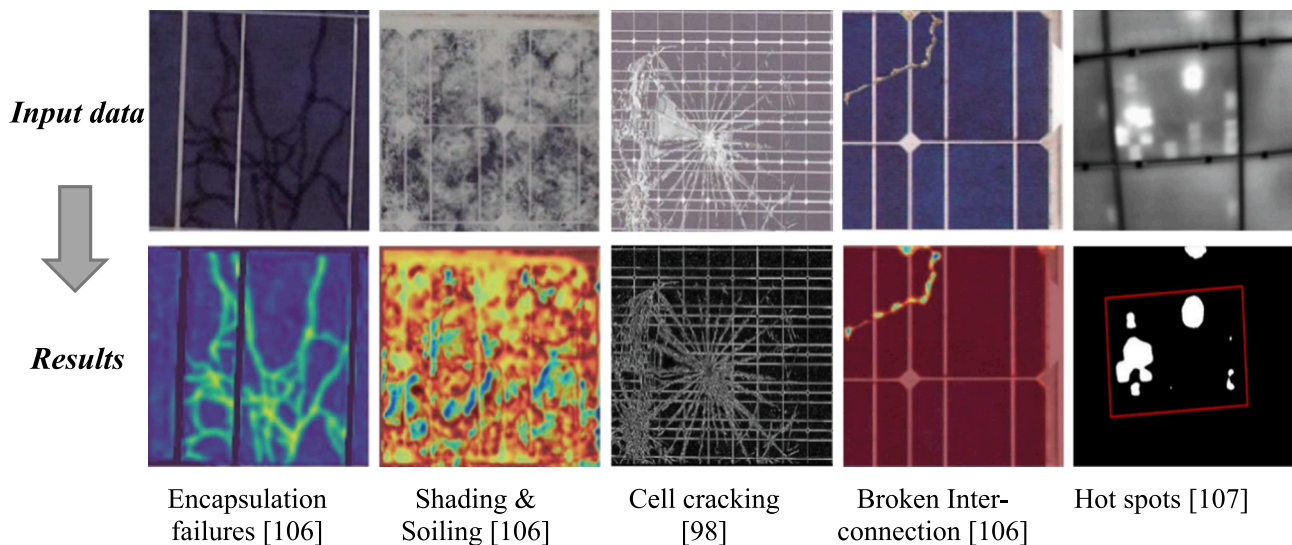 Input data
Results
Encapsulation
failures [106]
Shading &
Soiling [106]
Cell cracking
[98]
Broken Inter-
connection [106]
Hot spots [107]